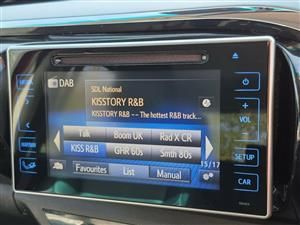 DAB
SDL National
KISSTORY R&B
KISSTORY R&B -- The hottest R&B track...
Talk
Boom UK
Rad X CR
KISS R&B
GHR 60s
Smth 80s
15/17
Favourites
List
Manual
+
VOL
-
SETUP
CAR